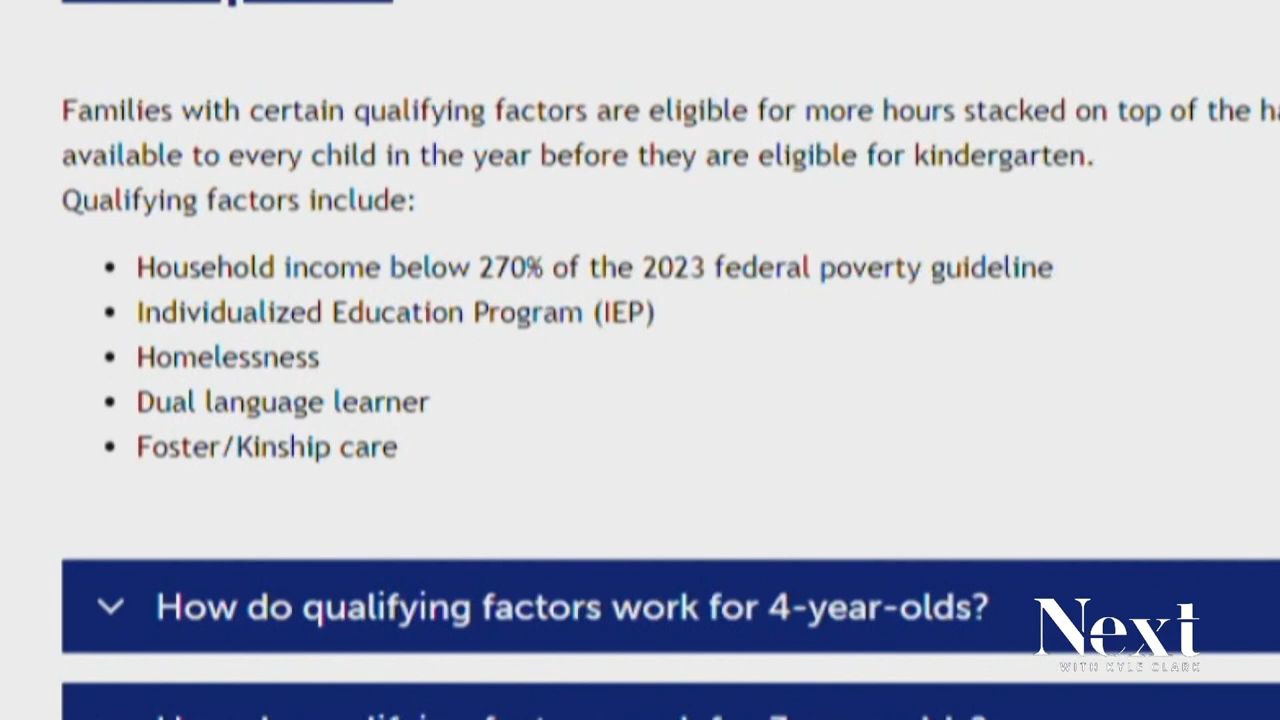 Families with certain qualifying factors are eligible for more hours stacked on top of the
available to every child in the year before they are eligible for kindergarten.
Qualifying factors include:
• Household income below 270% of the 2023 federal poverty guideline
• Individualized Education Program (IEP)
• Homelessness
• Dual language learner
• Foster/Kinship care
How do qualifying factors work for 4-year-olds?
Next
WITH KYLE CLARK